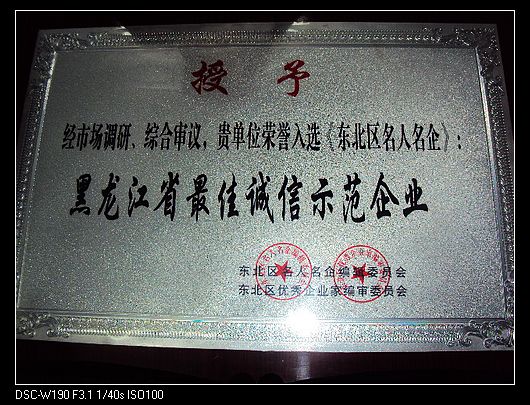 授予
经市场调研、综合审议，贵单位荣誉入选《东北区名人名企》：
黑龙江省最佳诚信示范企业
东北区名人名企编审委员会
东北区优秀企业家编审委员会
DSC-W190 F3.1 1/40s ISO100